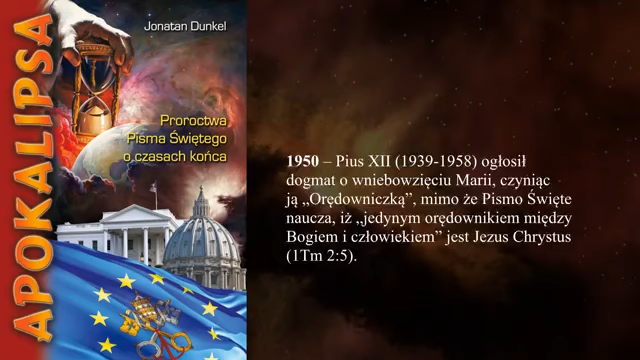 Jonatan Dunkel
APOKALIPSA
Proroctwa
Pisma Świętego
o czasach końca
1950 – Pius XII (1939-1958) ogłosił
dogmat o wniebowzięciu Marii, czyniąc
ją „Orędowniczką”, mimo że Pismo Święte
naucza, iż „jedynym orędownikiem między
Bogiem i człowiekiem” jest Jezus Chrystus
(1Tm 2:5).